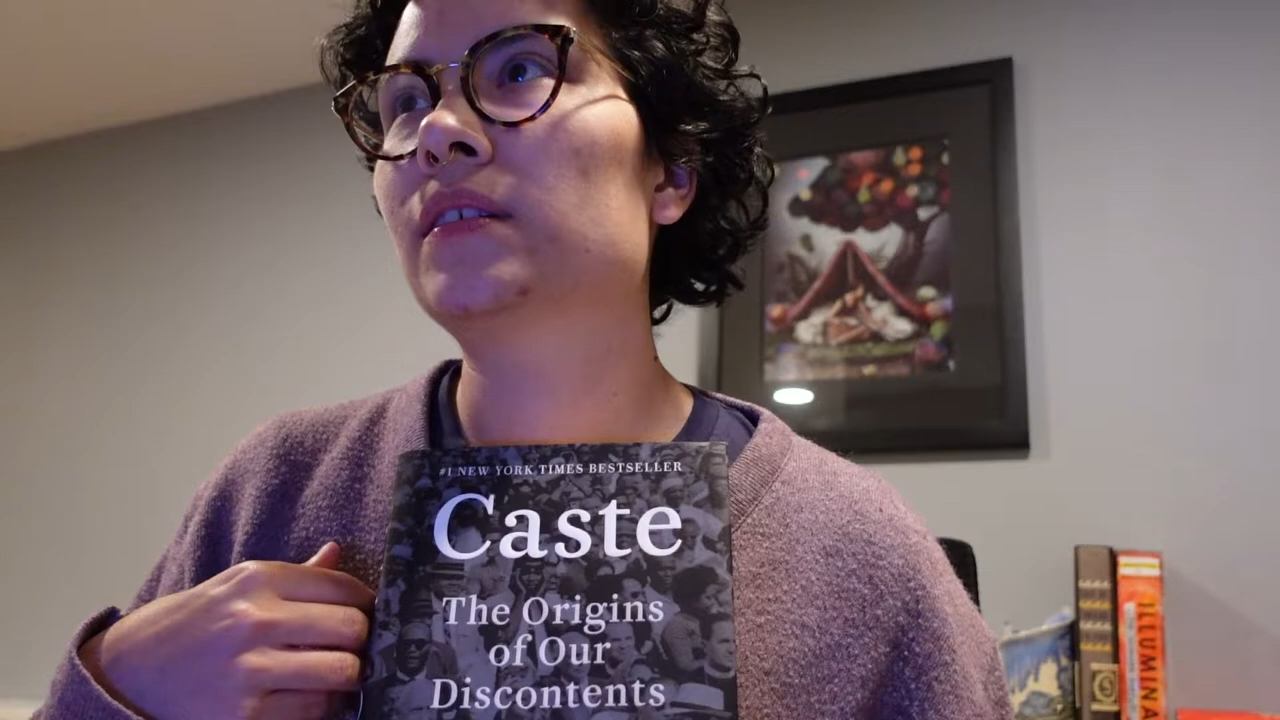 #1 NEW YORK TIMES BESTSELLER
Caste
The Origins
of Our
Discontents
ILLUMINA